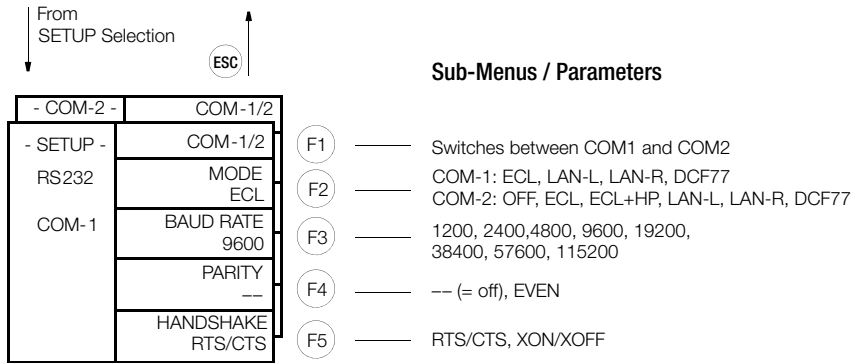 From
SETUP Selection
ESC
Sub-Menus / Parameters
- COM-2 - COM-1/2
- SETUP - COM-1/2 F1 Switches between COM1 and COM2
RS232 MODE
ECL F2 COM-1: ECL, LAN-L, LAN-R, DCF77
COM-2: OFF, ECL, ECL+HP, LAN-L, LAN-R, DCF77
COM-1 BAUD RATE
9600 F3 1200, 2400,4800, 9600, 19200,
38400, 57600, 115200
PARITY
–– F4 –– (= off), EVEN
HANDSHAKE
RTS/CTS F5 RTS/CTS, XON/XOFF